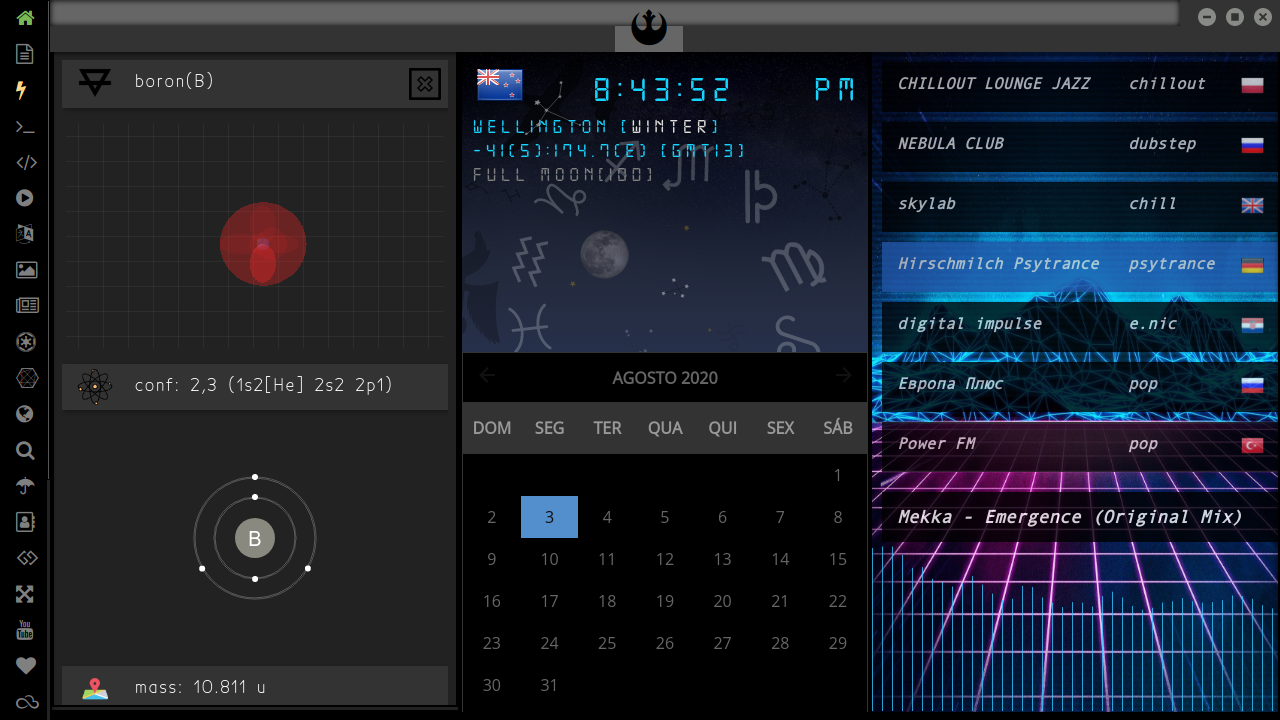 boron(B)
conf: 2,3 (1s2[He] 2s2 2p1)
B
mass: 10.811 u
You
Tube
8:43:52 PM
WELLINGTON [WINTER]
-41(S):174.7(E) [GMT13]
FULL MOON[100]
AGOSTO 2020
DOM SEG TER QUA QUI SEX SÁB
1
2 3 4 5 6 7 8
9 10 11 12 13 14 15
16 17 18 19 20 21 22
23 24 25 26 27 28 29
30 31
CHILLOUT LOUNGE JAZZ chillout
NEBULA CLUB dubstep
skylab chill
Hirschmilch Psytrance psytrance
digital impulse e.nic
Европа Плюс pop
Power FM pop
Mekka - Emergence (Original Mix)